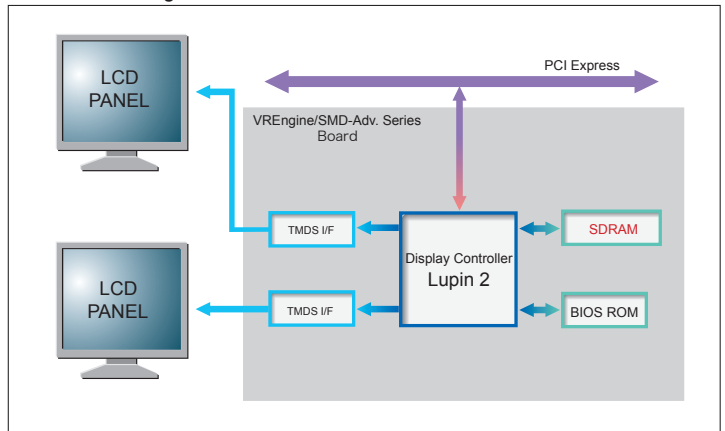 LCD
PANEL
PCI Express
VREngine/SMD-Adv. Series
Board
TMDS I/F
Display Controller
Lupin 2
SDRAM
LCD
PANEL
TMDS I/F
BIOS ROM